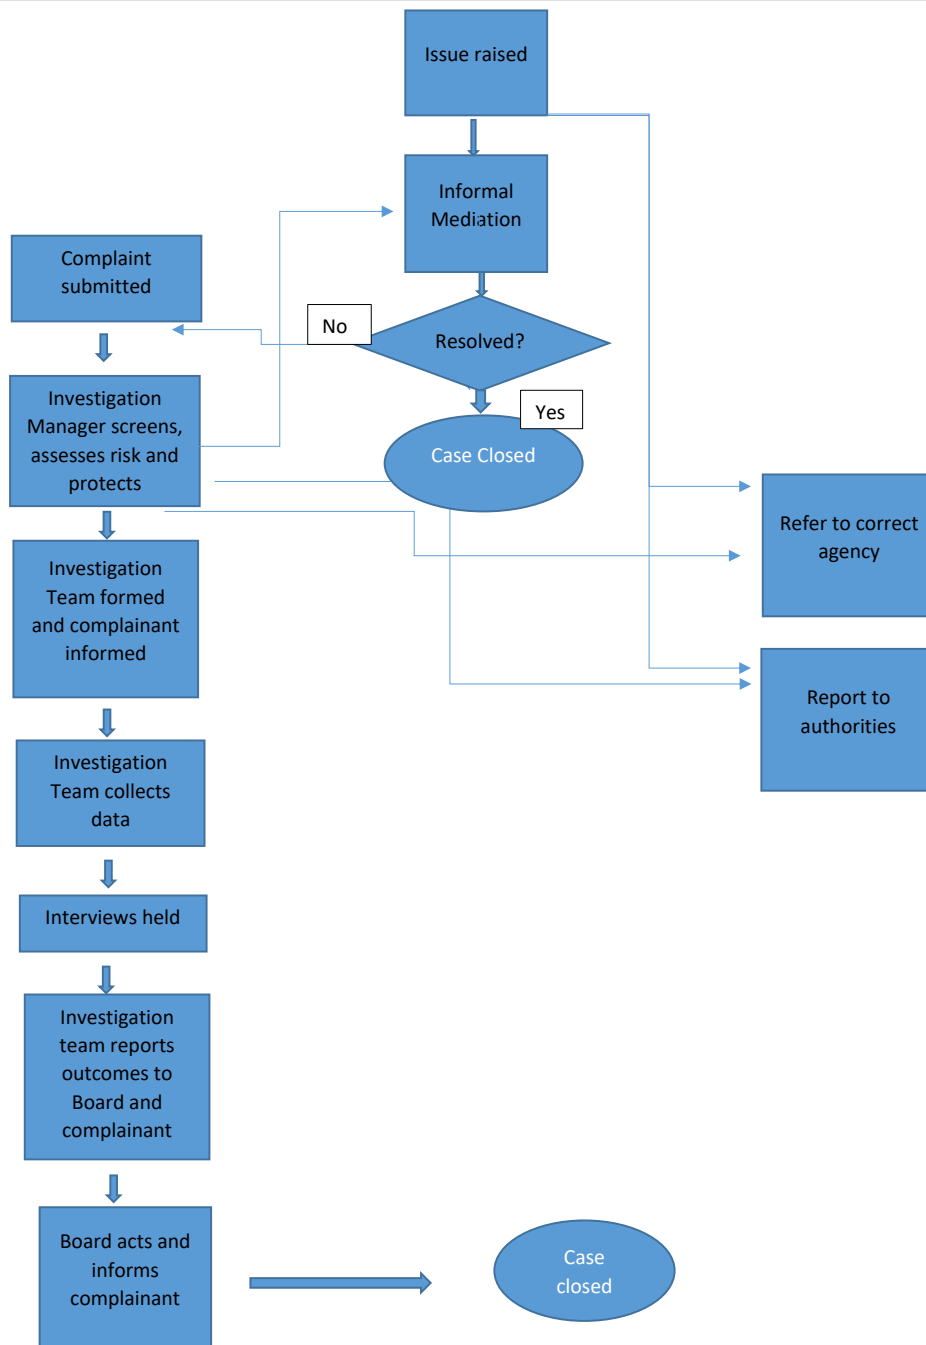 Issue raised
Informal
Mediation
Complaint
submitted
No
Resolved?
Yes
Case Closed
Investigation
Manager screens,
assesses risk and
protects
Refer to correct
agency
Investigation
Team formed
and complainant
informed
Report to
authorities
Investigation
Team collects
data
Interviews held
Investigation
team reports
outcomes to
Board and
complainant
Board acts and
informs
complainant
Case
closed